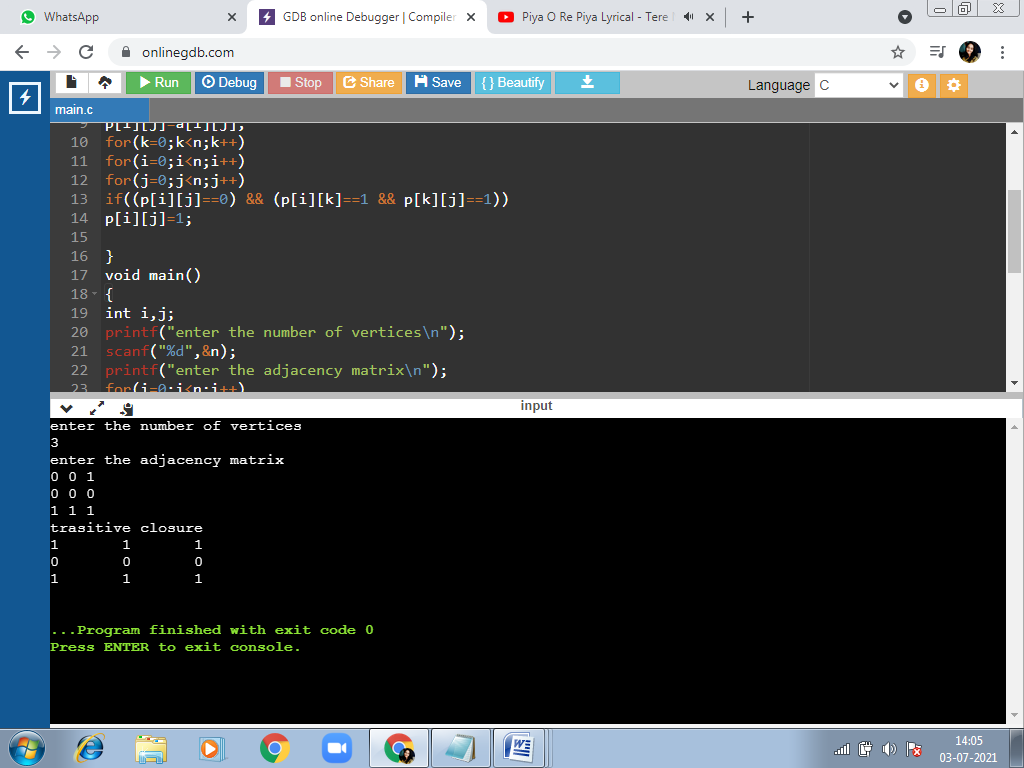 WhatsApp
GDB online Debugger | Compiler
Piya O Re Piya Lyrical - Tere
onlinegdb.com
Run Debug Stop Share Save { } Beautify
Language C
main.c
9 p[i][j]=a[i][j];
10 for(k=0;k<n;k++)
11 for(i=0;i<n;i++)
12 for(j=0;j<n;j++)
13 if((p[i][j]==0) && (p[i][k]==1 && p[k][j]==1))
14 p[i][j]=1;
15
16 }
17 void main()
18 {
19 int i,j;
20 printf("enter the number of vertices\n");
21 scanf("%d",&n);
22 printf("enter the adjacency matrix\n");
23 for(i=0;i<n;i++)
input
enter the number of vertices
3
enter the adjacency matrix
0 0 1
0 0 0
1 1 1
trasitive closure
1 1 1
0 0 0
1 1 1
...Program finished with exit code 0
Press ENTER to exit console.
14:05
03-07-2021